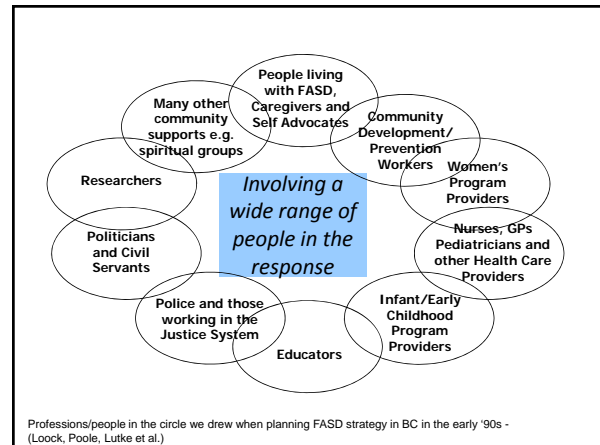 People living
with FASD,
Caregivers and
Self Advocates
Community
Development/
Prevention
Workers
Women's
Program
Providers
Nurses, GPs
Pediatricians and
other Health Care
Providers
Infant/Early
Childhood
Program
Providers
Educators
Police and those
working in the
Justice System
Politicians
and Civil
Servants
Researchers
Many other
community
supports e.g.
spiritual groups
Involving a
wide range of
people in the
response
Professions/people in the circle we drew when planning FASD strategy in BC in the early '90s -
(Loock, Poole, Lutke et al.)